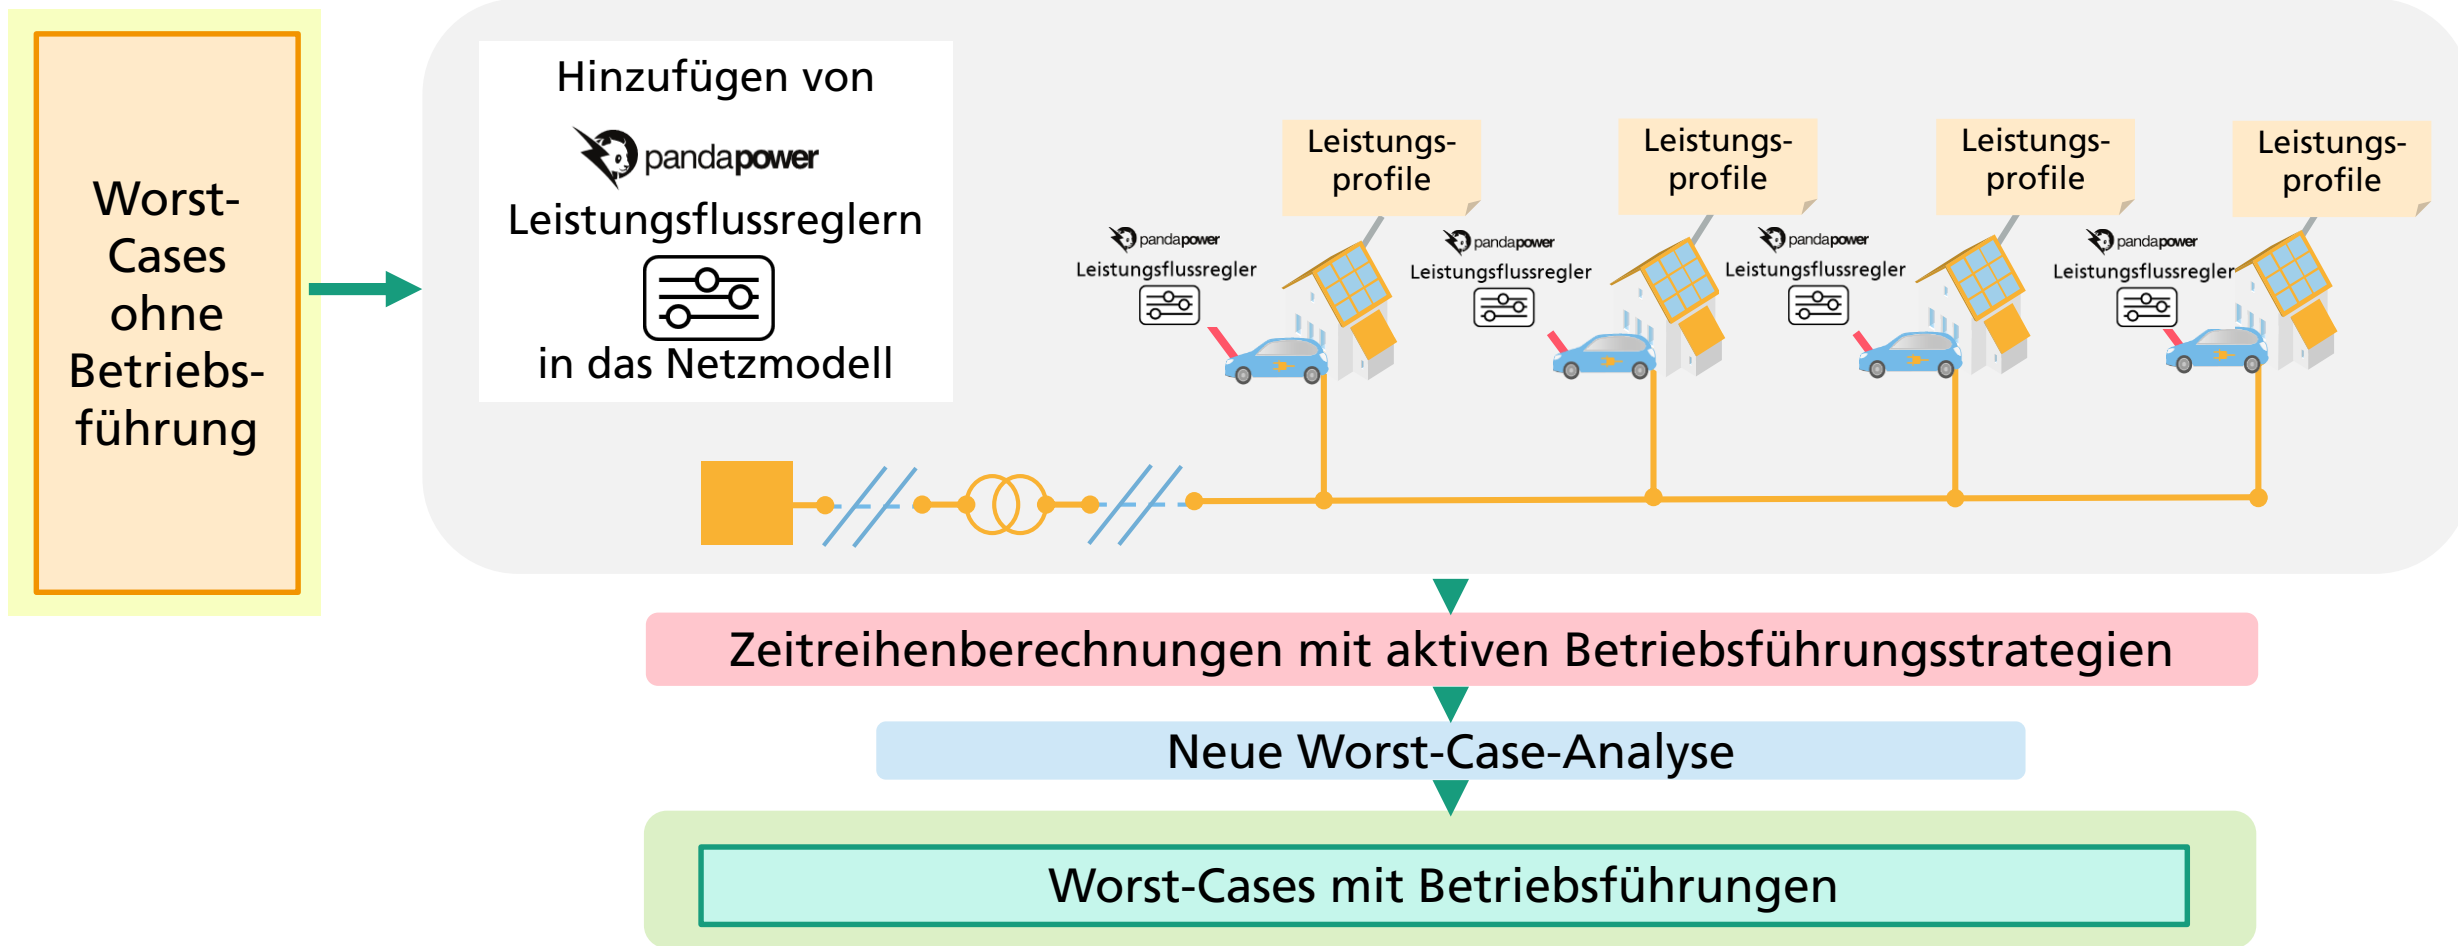 Worst-
Cases
ohne
Betriebs-
führung
Hinzufügen von
pandapower
Leistungsflussreglern
in das Netzmodell
Leistungs-
profile
Leistungs-
profile
Leistungs-
profile
Leistungs-
profile
pandapower
Leistungsflussregler
pandapower
Leistungsflussregler
pandapower
Leistungsflussregler
pandapower
Leistungsflussregler
Zeitreihenberechnungen mit aktiven Betriebsführungsstrategien
Neue Worst-Case-Analyse
Worst-Cases mit Betriebsführungen